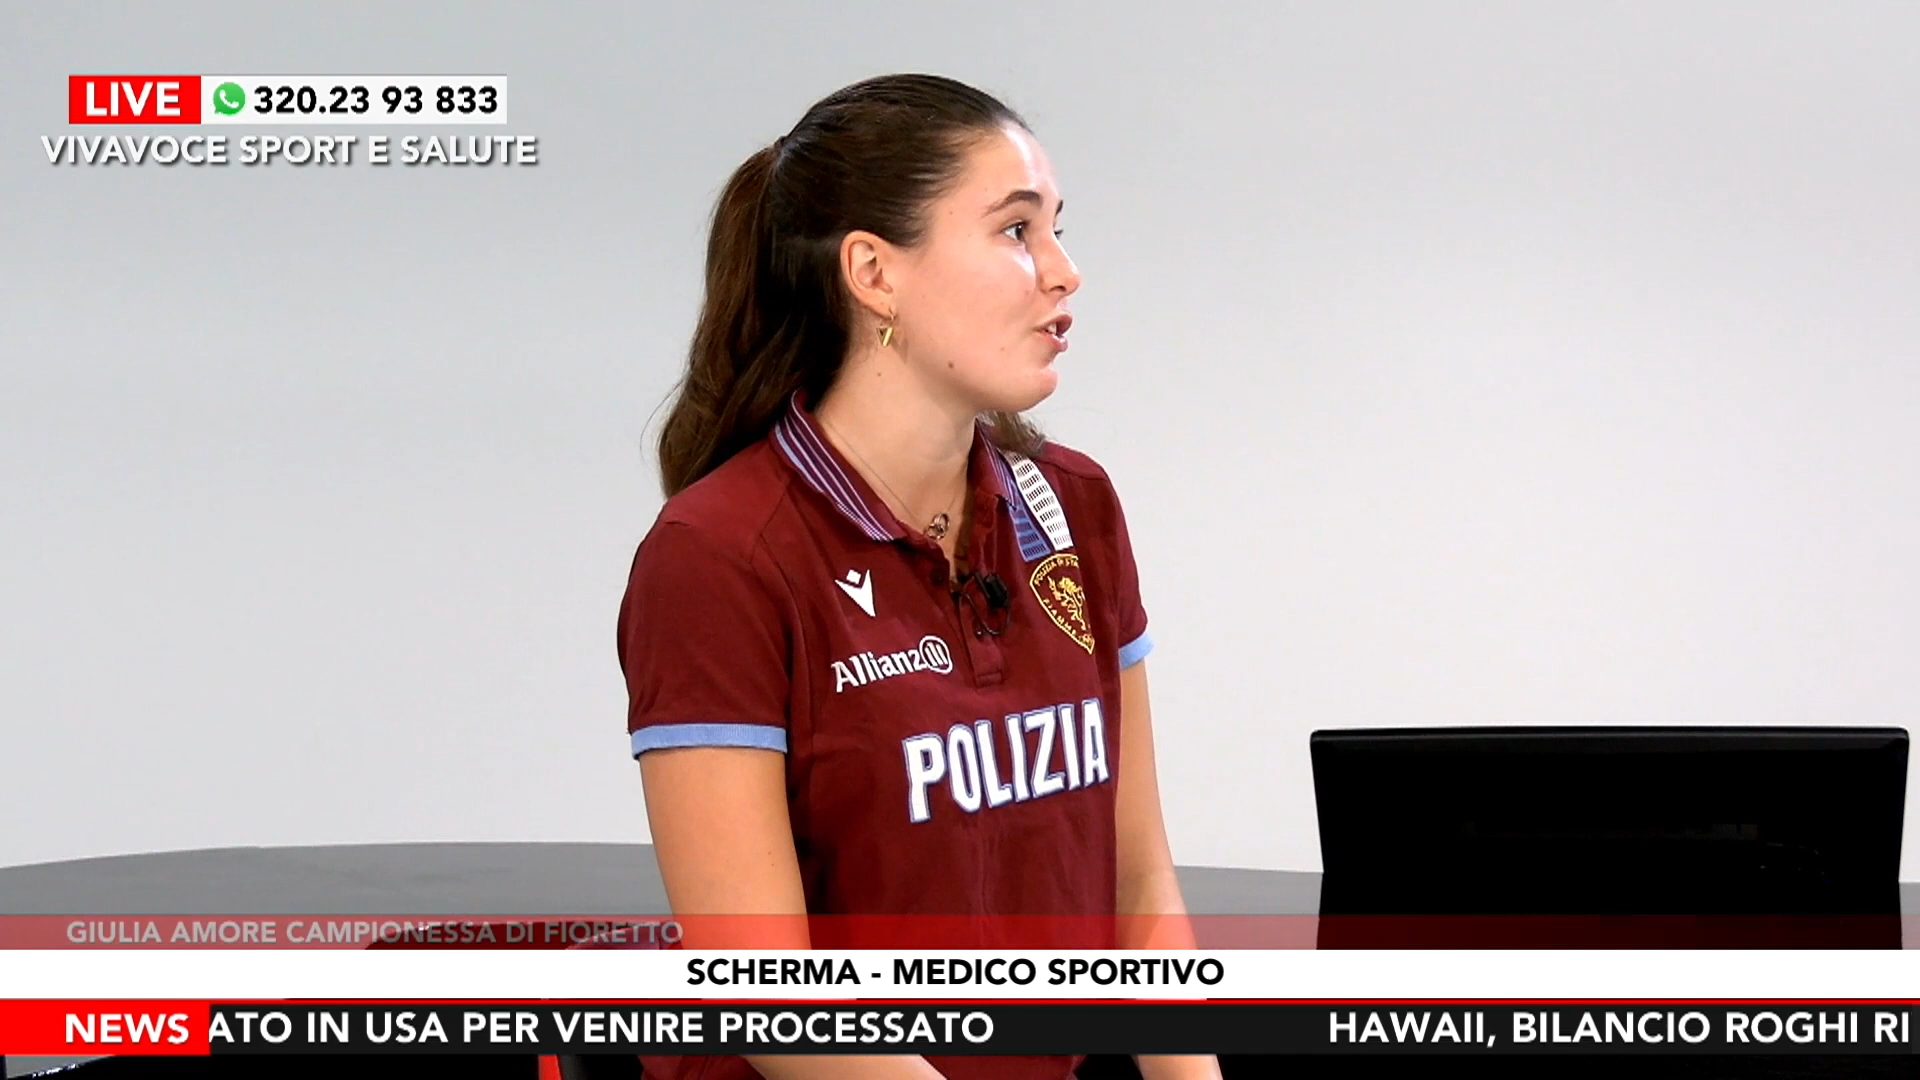 LIVE 320.23 93 833
VIVAVOCE SPORT E SALUTE
Allianz
POLIZIA
GIULIA AMORE CAMPIONESSA DI FIORETTO
SCHERMA - MEDICO SPORTIVO
NEWS ATO IN USA PER VENIRE PROCESSATO HAWAII, BILANCIO ROGHI RI